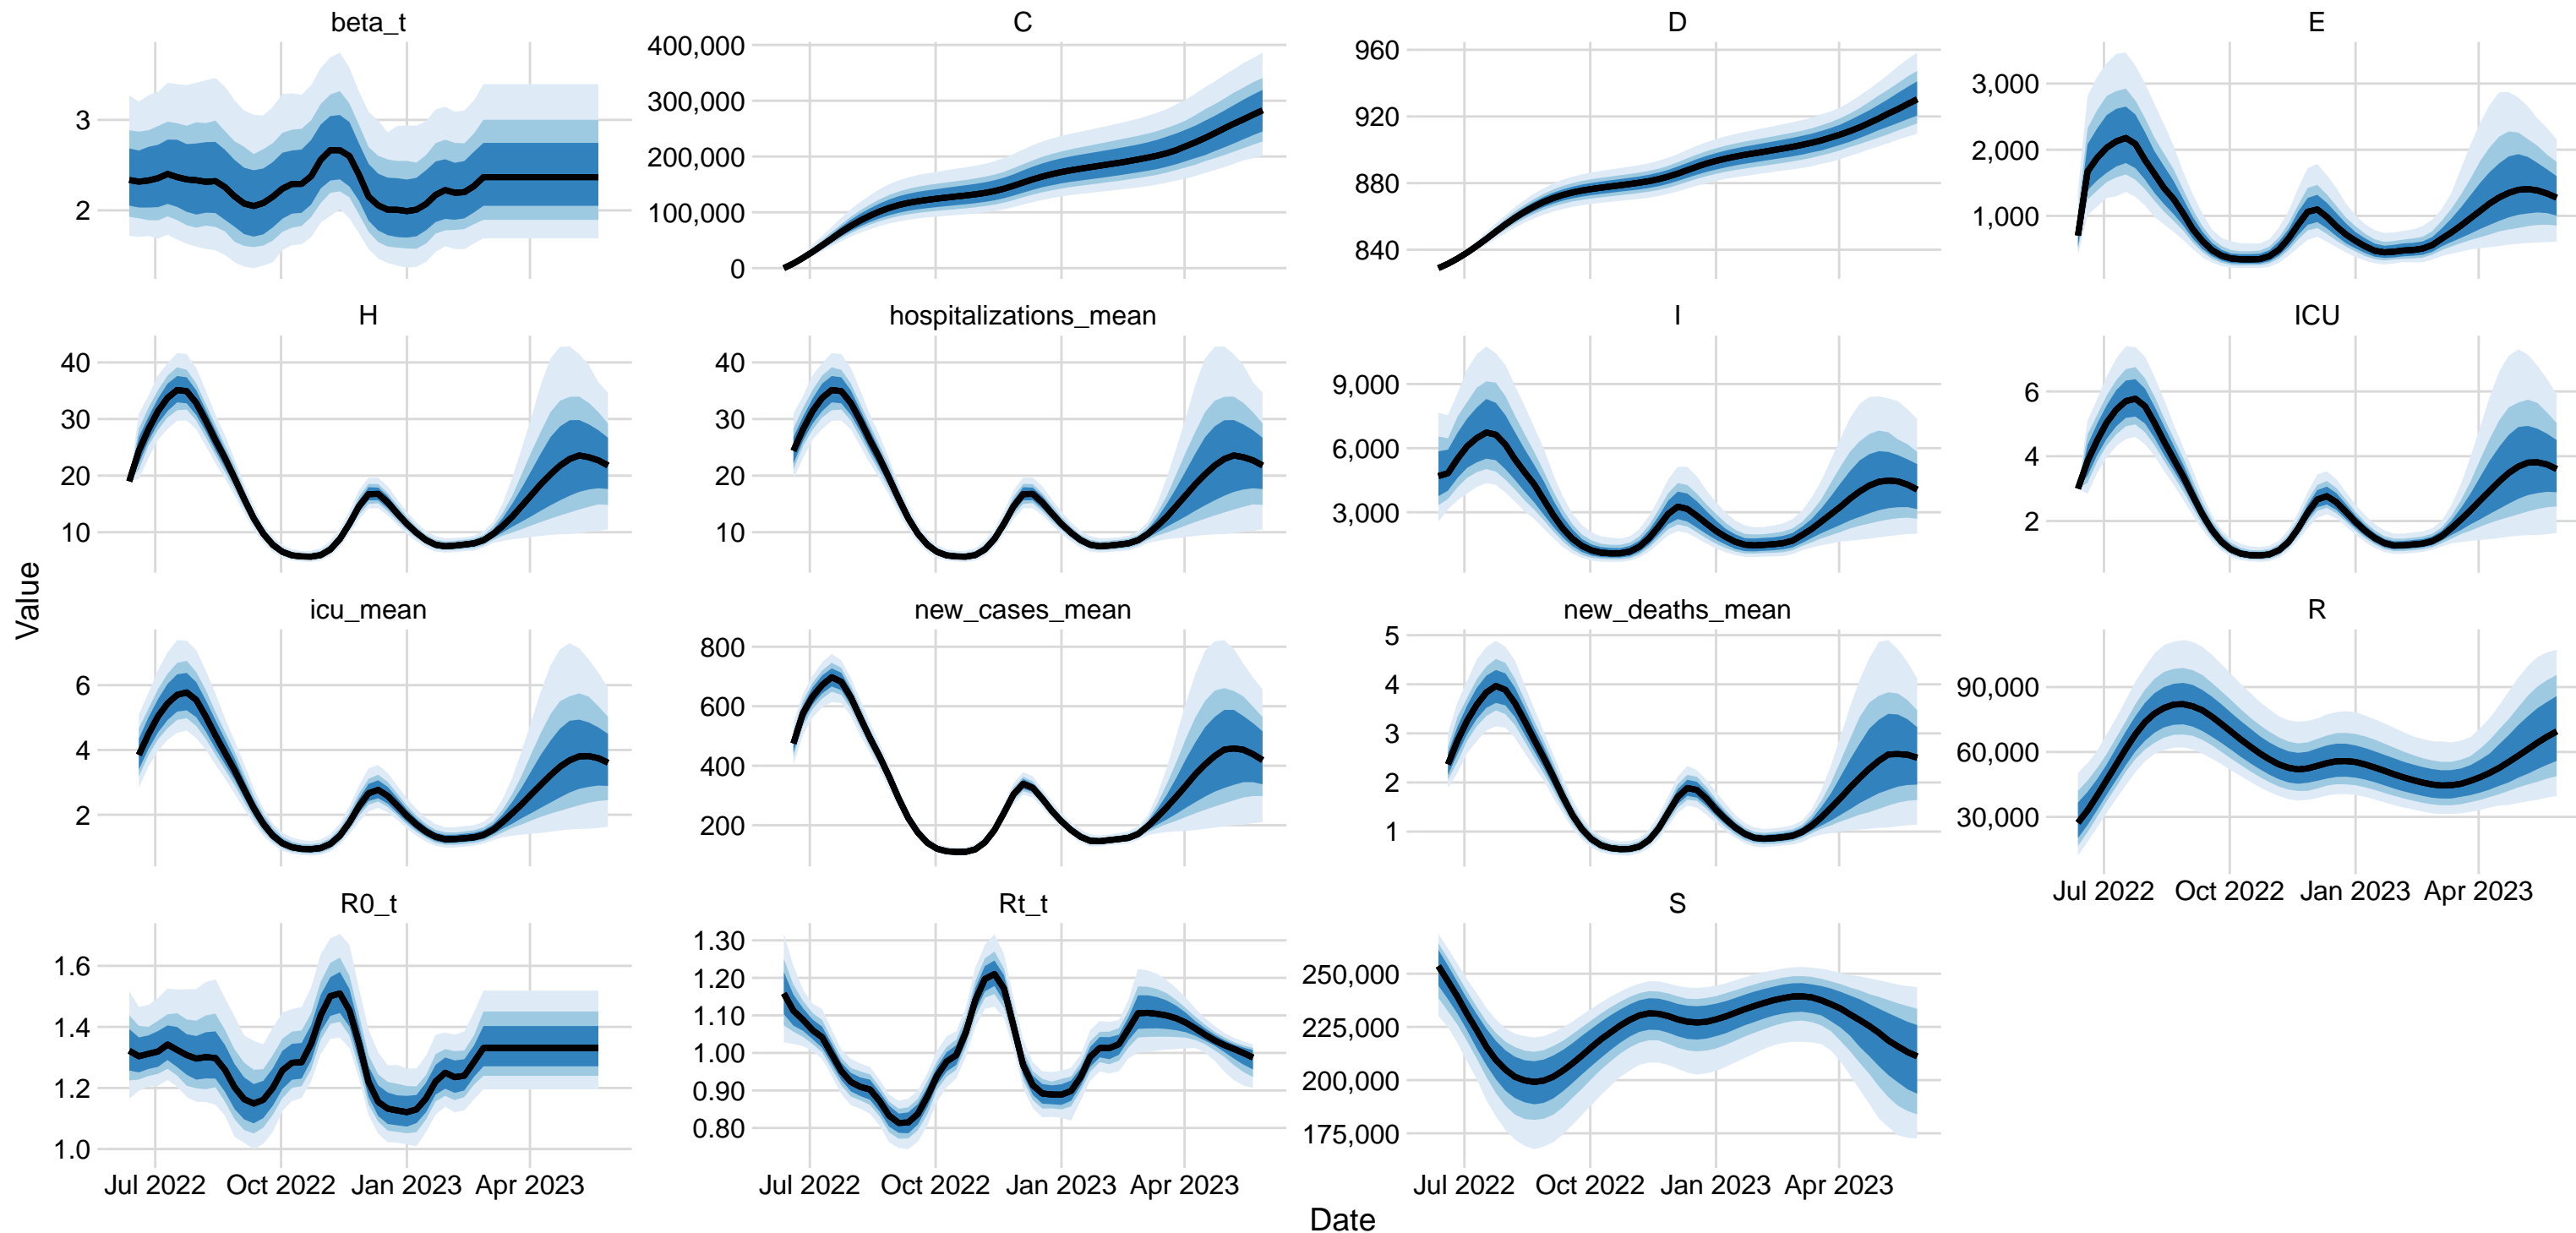 beta_t
3
2
C
400,000
300,000
200,000
100,000
0
D
960
920
880
840
E
3,000
2,000
1,000
H
40
30
20
10
hospitalizations_mean
40
30
20
10
I
9,000
6,000
3,000
ICU
6
4
2
Value
icu_mean
6
4
2
new_cases_mean
800
600
400
200
new_deaths_mean
5
4
3
2
1
R
90,000
60,000
30,000
Jul 2022 Oct 2022 Jan 2023 Apr 2023
R0_t
1.6
1.4
1.2
1.0
Jul 2022 Oct 2022 Jan 2023 Apr 2023
Rt_t
1.30
1.20
1.10
1.00
0.90
0.80
Jul 2022 Oct 2022 Jan 2023 Apr 2023
S
250,000
225,000
200,000
175,000
Jul 2022 Oct 2022 Jan 2023 Apr 2023
Date